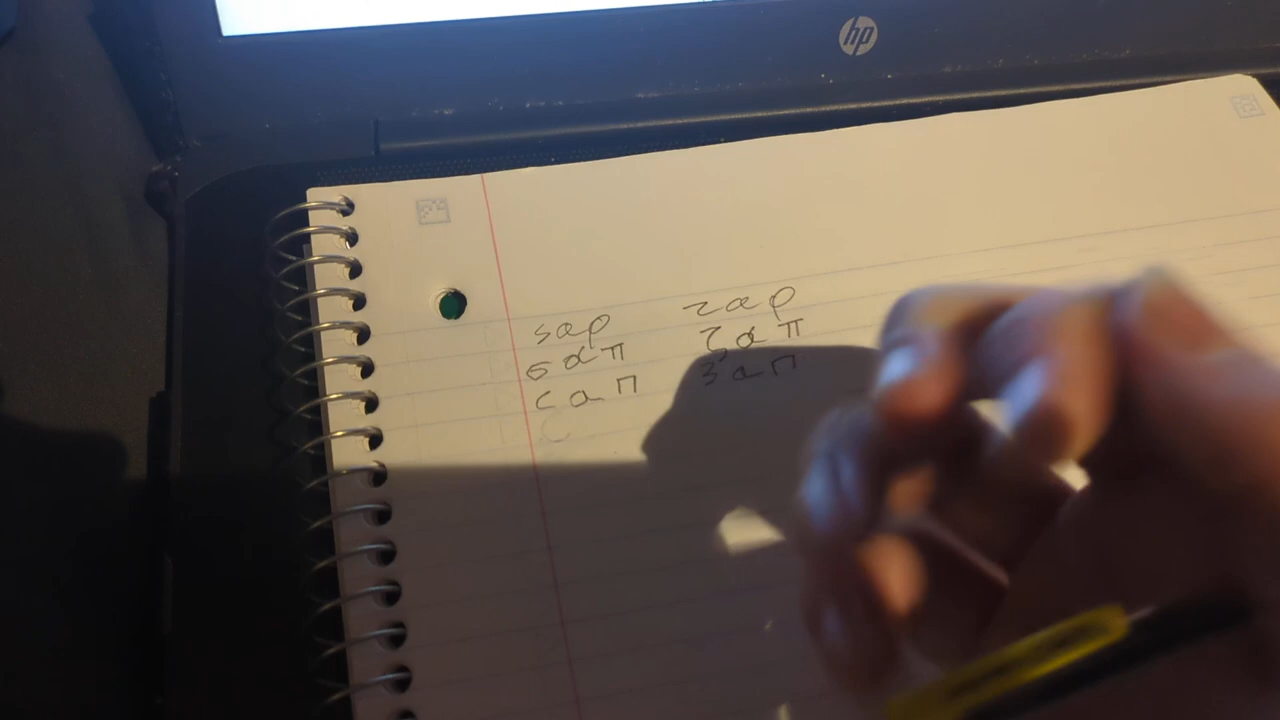 hp
sap zap
σαπ ζαπ
сап зап